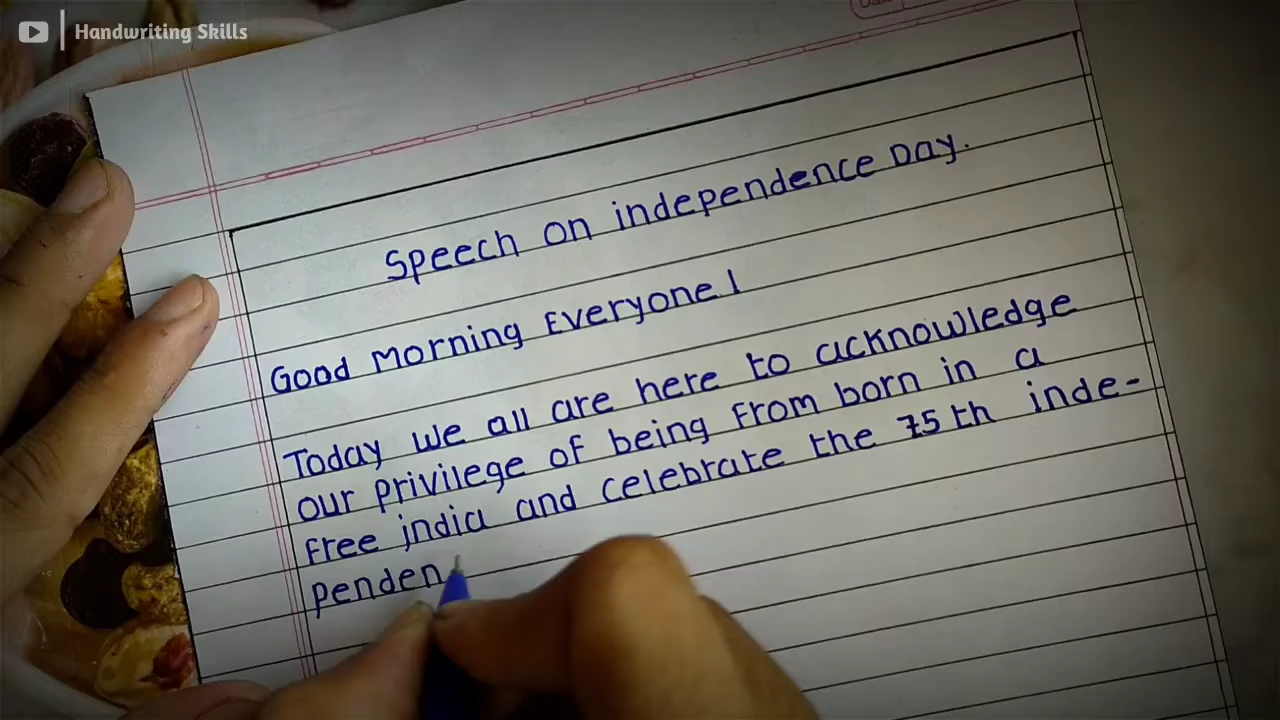 Handwriting Skills
Speech on independence Day.
Good Morning Everyone!
Today we all are here to acknowledge
our privilege of being from born in a
free india and celebrate the 75th inde-
penden